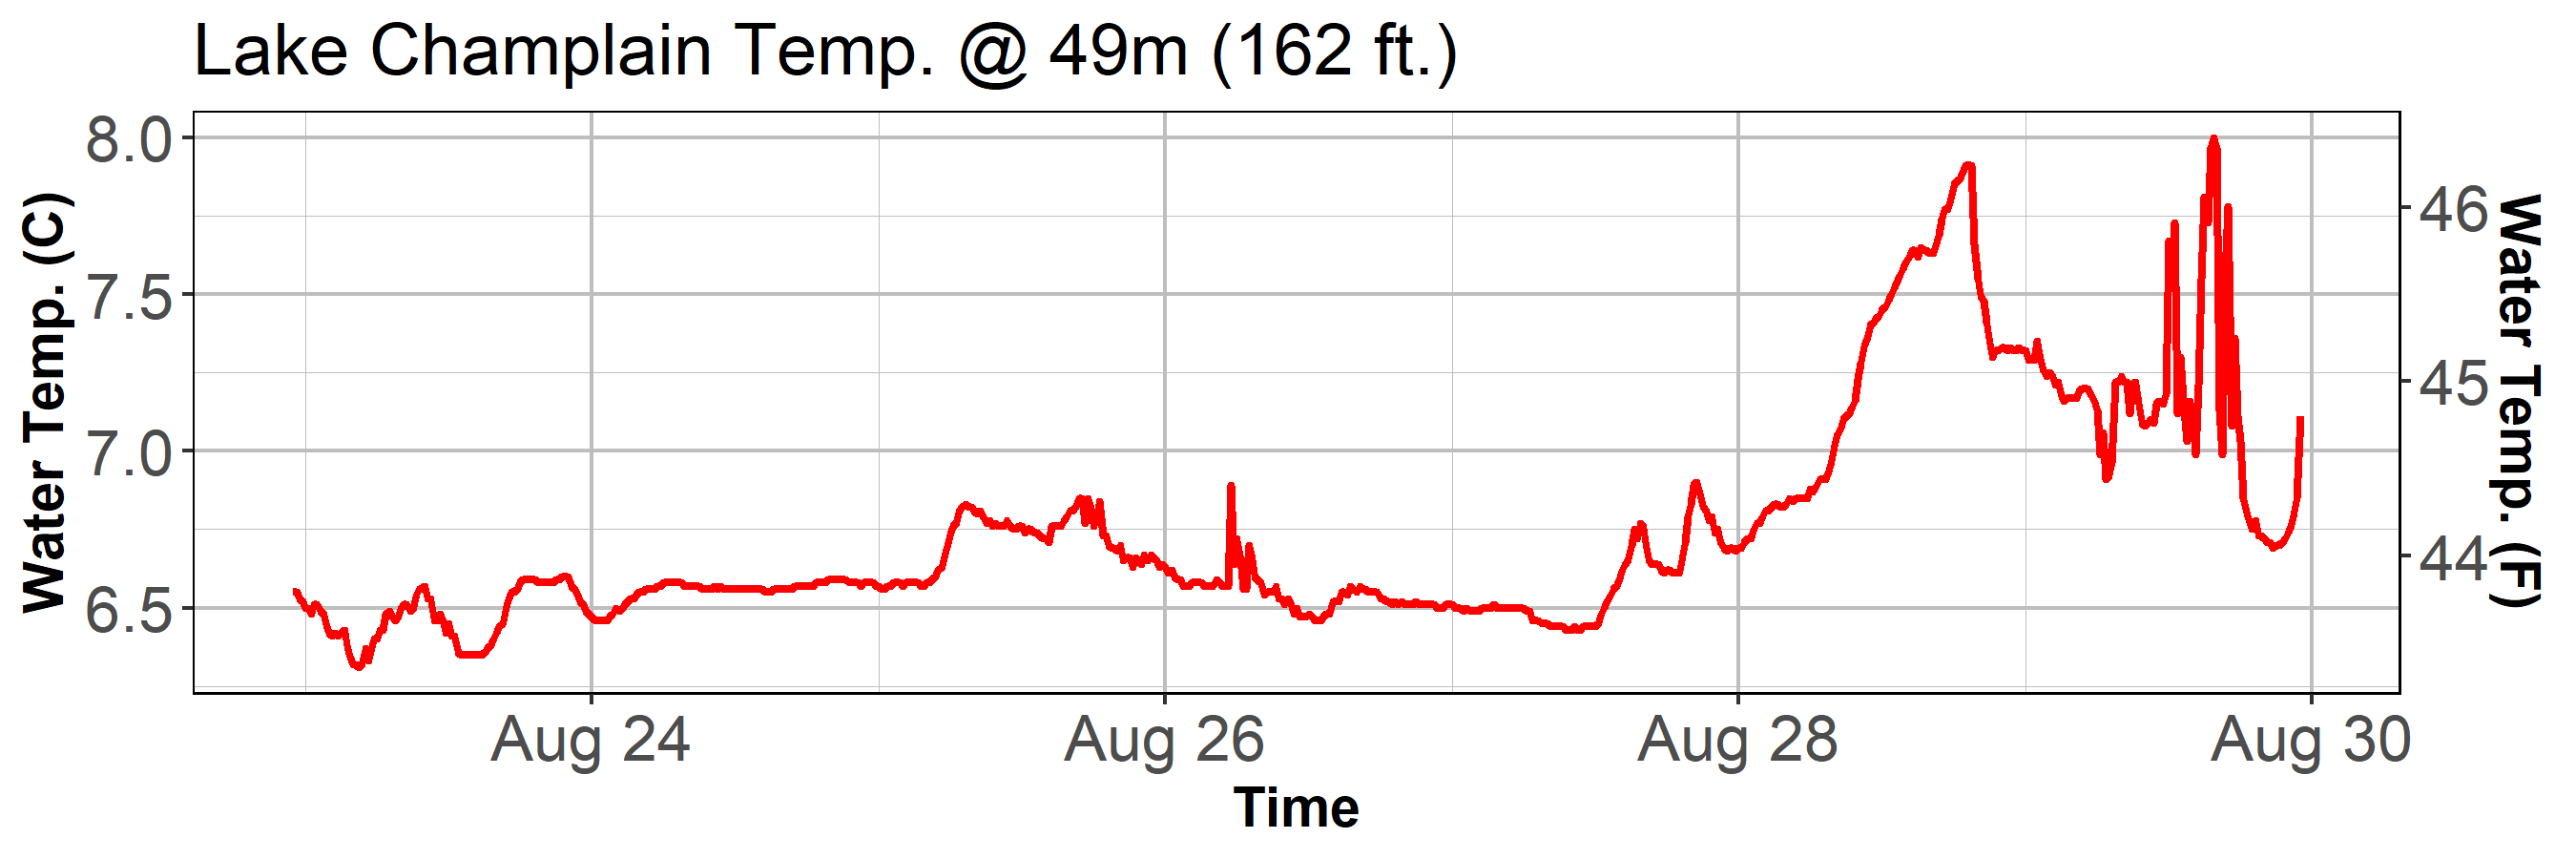 Lake Champlain Temp. @ 49m (162 ft.)
Water Temp. (C)
8.0
7.5
7.0
6.5
46
45
44
Water Temp. (F)
Aug 24 Aug 26 Aug 28 Aug 30
Time